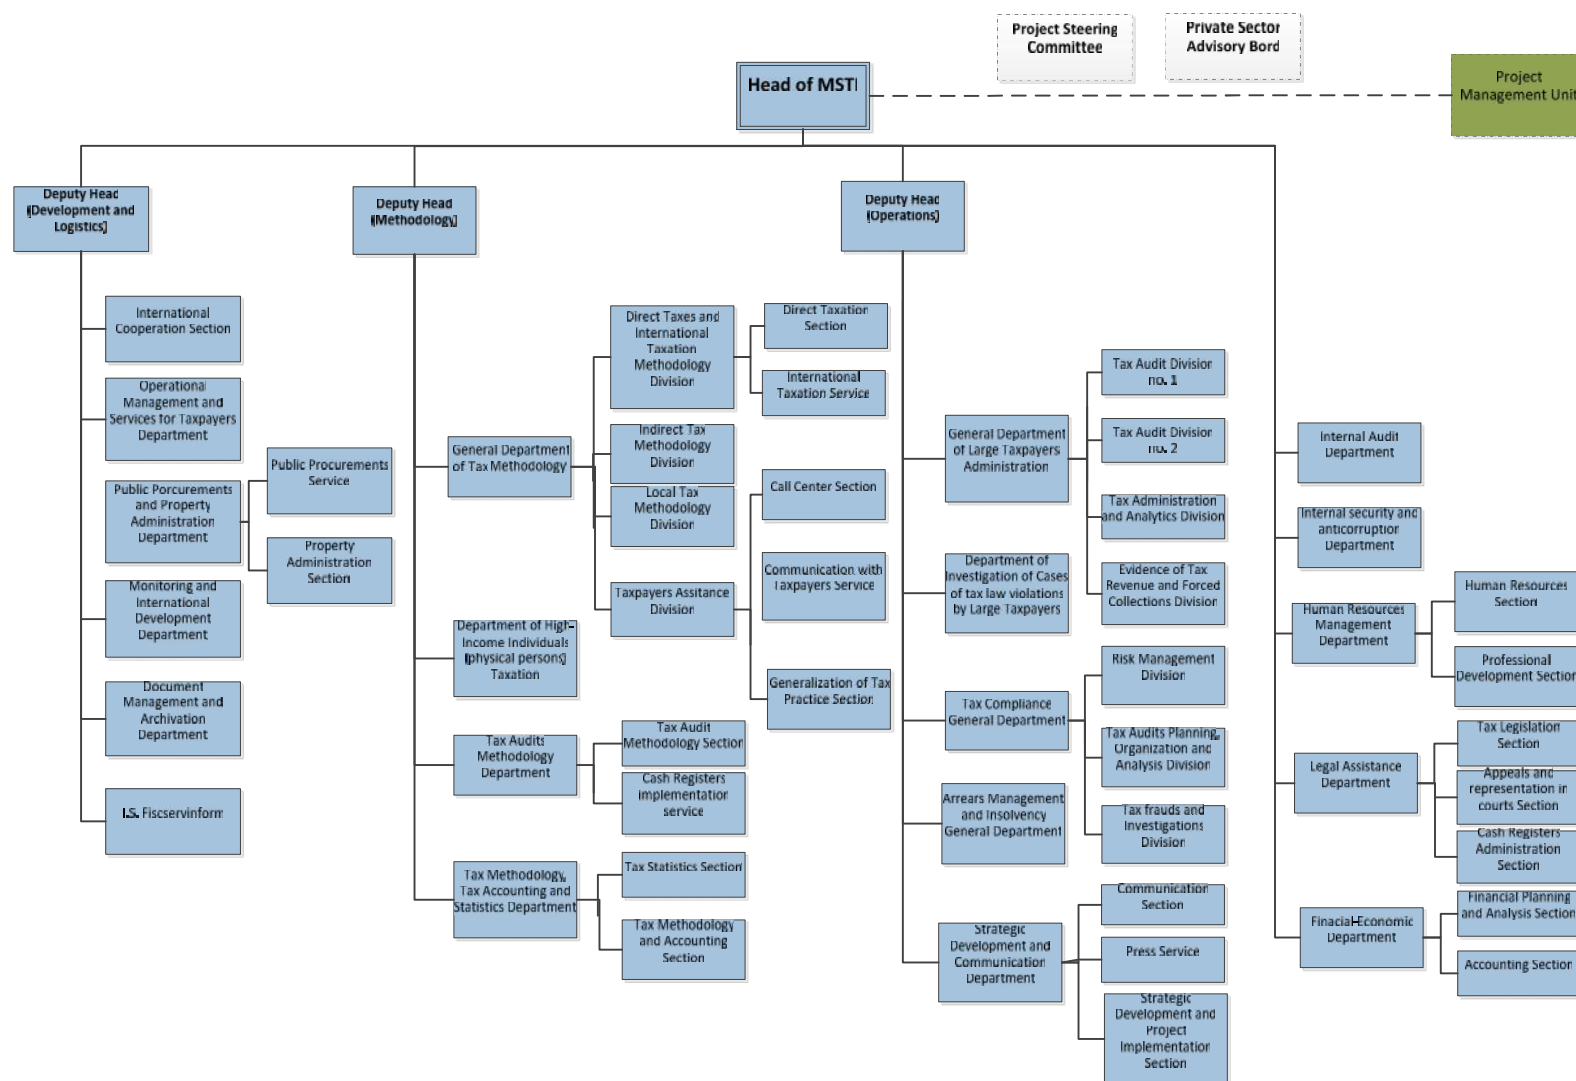 Project Steering
Committee
Private Sector
Advisory Bord
Head of MSTI
Project
Management Unit
Deputy Head
(Development and
Logistics)
Deputy Head
(Methodology)
Deputy Head
(Operations)
International
Cooperation Section
Operational
Management and
Services for Taxpayers
Department
Public Porcurements
and Property
Administration
Department
Public Procurements
Service
Property
Administration
Section
Monitoring and
International
Development
Department
Document
Management and
Archivation
Department
I.S. Fiscservinform
General Department
of Tax Methodology
Direct Taxes and
International
Taxation
Methodology
Division
Direct Taxation
Section
International
Taxation Service
Indirect Tax
Methodology
Division
Local Tax
Methodology
Division
Taxpayers Assitance
Division
Call Center Section
Communication with
Taxpayers Service
Generalization of Tax
Practice Section
Department of High-
Income Individuals
(physical persons)
Taxation
Tax Audits
Methodology
Department
Tax Audit
Methodology Section
Cash Registers
implementation
service
Tax Methodology,
Tax Accounting and
Statistics Department
Tax Statistics Section
Tax Methodology
and Accounting
Section
General Department
of Large Taxpayers
Administration
Tax Audit Division
no. 1
Tax Audit Division
no. 2
Tax Administration
and Analytics Division
Evidence of Tax
Revenue and Forced
Collections Division
Department of
Investigation of Cases
of tax law violations
by Large Taxpayers
Tax Compliance
General Department
Risk Management
Division
Tax Audits Planning,
Organization and
Analysis Division
Tax frauds and
Investigations
Division
Arrears Management
and Insolvency
General Department
Strategic
Development and
Communication
Department
Communication
Section
Press Service
Strategic
Development and
Project
Implementation
Section
Internal Audit
Department
Internal security and
anticorruption
Department
Human Resources
Management
Department
Human Resources
Section
Professional
Development Section
Legal Assistance
Department
Tax Legislation
Section
Appeals and
representation in
courts Section
Cash Registers
Administration
Section
Finacial-Economic
Department
Financial Planning
and Analysis Section
Accounting Section